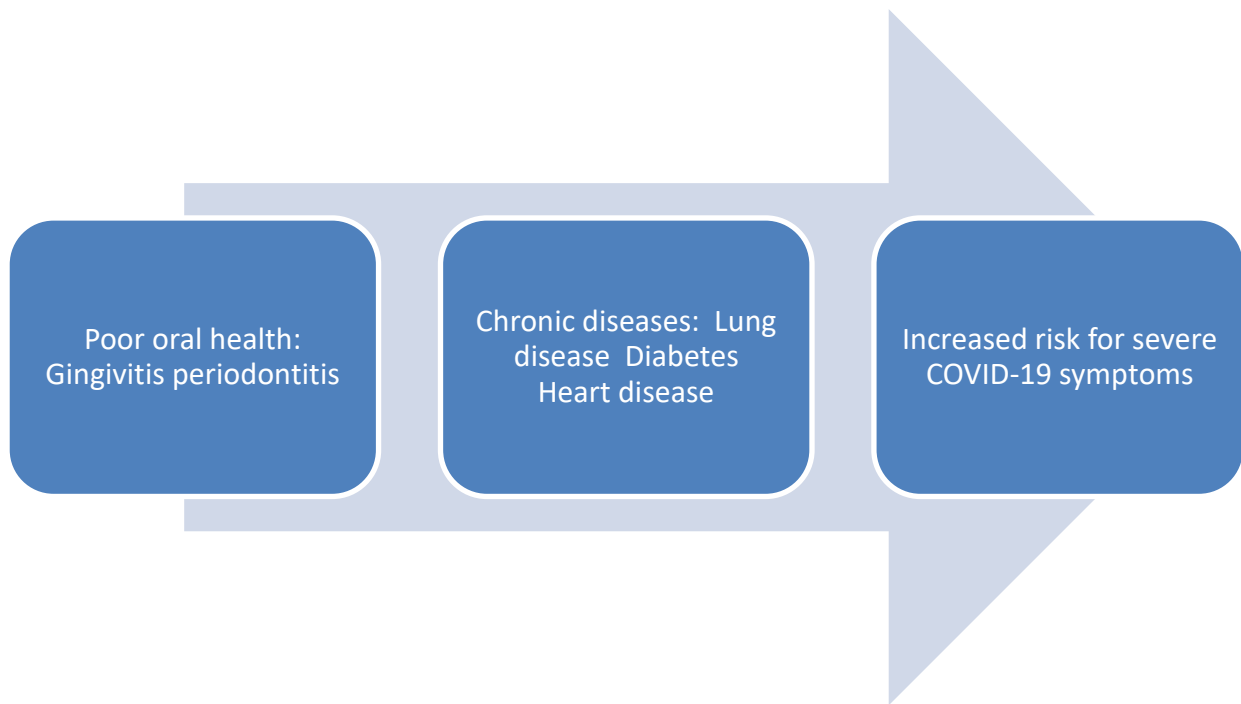 Poor oral health:
Gingivitis periodontitis
Chronic diseases:  Lung
disease  Diabetes
Heart disease
Increased risk for severe
COVID-19 symptoms